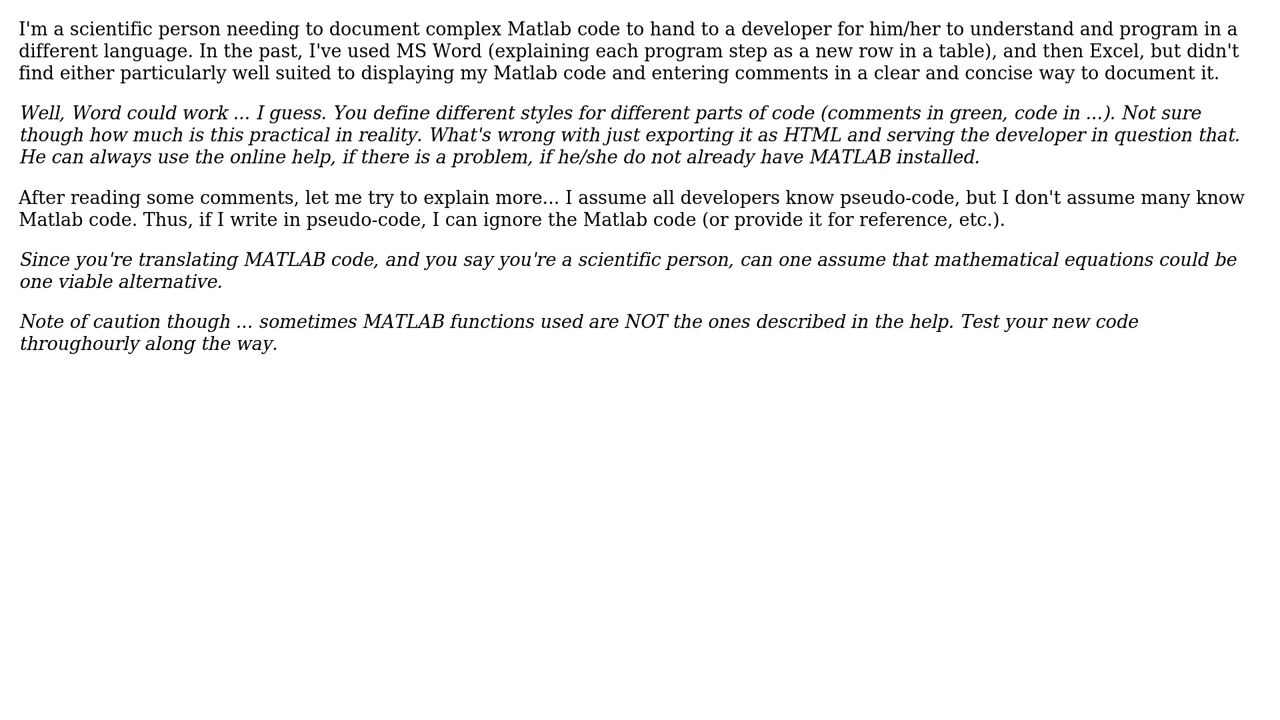 I'm a scientific person needing to document complex Matlab code to hand to a developer for him/her to understand and program in a
different language. In the past, I've used MS Word (explaining each program step as a new row in a table), and then Excel, but didn't
find either particularly well suited to displaying my Matlab code and entering comments in a clear and concise way to document it.
Well, Word could work ... I guess. You define different styles for different parts of code (comments in green, code in ...). Not sure
though how much is this practical in reality. What's wrong with just exporting it as HTML and serving the developer in question that.
He can always use the online help, if there is a problem, if he/she do not already have MATLAB installed.
After reading some comments, let me try to explain more... I assume all developers know pseudo-code, but I don't assume many know
Matlab code. Thus, if I write in pseudo-code, I can ignore the Matlab code (or provide it for reference, etc.).
Since you're translating MATLAB code, and you say you're a scientific person, can one assume that mathematical equations could be
one viable alternative.
Note of caution though ... sometimes MATLAB functions used are NOT the ones described in the help. Test your new code
throughourly along the way.